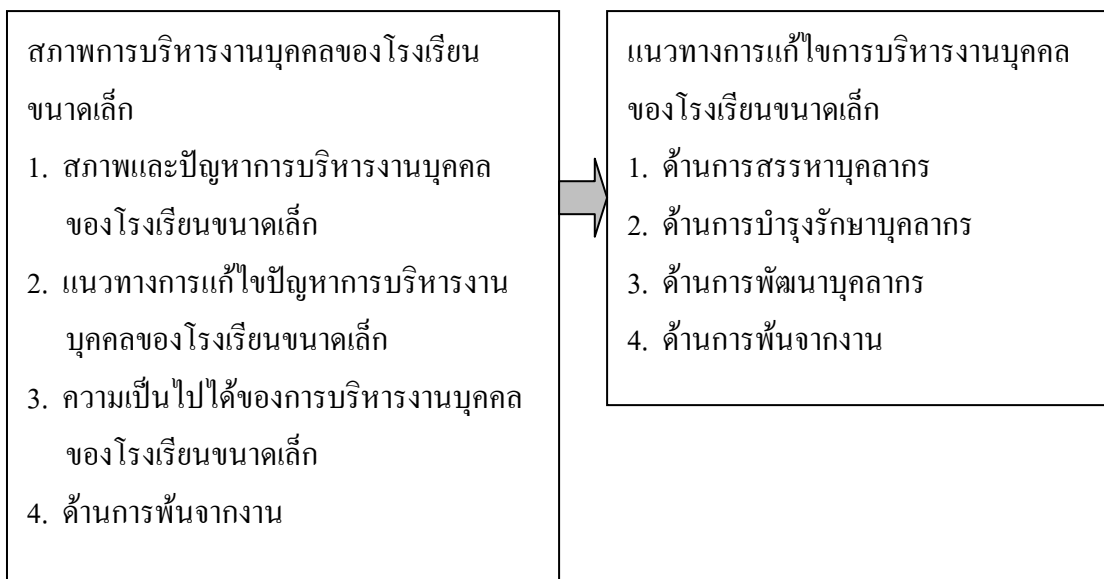 สภาพการบริหารงานบุคคลของโรงเรียน
ขนาดเล็ก
1. สภาพและปัญหาการบริหารงานบุคคล
ของโรงเรียนขนาดเล็ก
2. แนวทางการแก้ไขปัญหาการบริหารงาน
บุคคลของโรงเรียนขนาดเล็ก
3. ความเป็นไปได้ของการบริหารงานบุคคล
ของโรงเรียนขนาดเล็ก
4. ด้านการพ้นจากงาน
แนวทางการแก้ไขการบริหารงานบุคคล
ของโรงเรียนขนาดเล็ก
1. ด้านการสรรหาบุคลากร
2. ด้านการบำรุงรักษาบุคลากร
3. ด้านการพัฒนาบุคลากร
4. ด้านการพ้นจากงาน